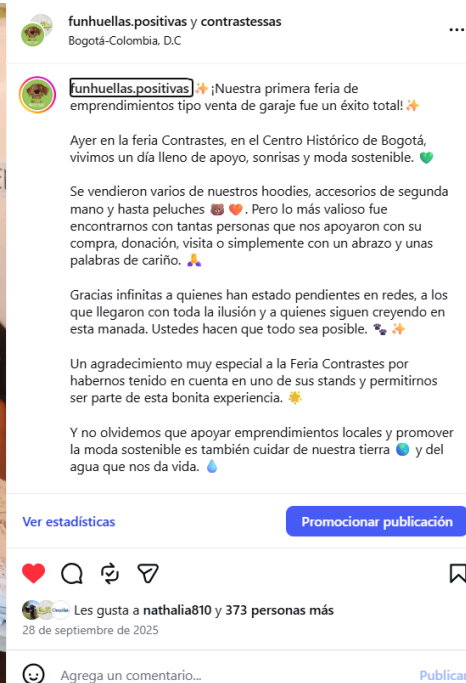 funhuellas.positivas y contrastessas
Bogotá-Colombia, D.C
funhuellas.positivas ✨ ¡Nuestra primera feria de
emprendimientos tipo venta de garaje fue un éxito total! ✨
Ayer en la feria Contrastes, en el Centro Histórico de Bogotá,
vivimos un día lleno de apoyo, sonrisas y moda sostenible. 💚
Se vendieron varios de nuestros hoodies, accesorios de segunda
mano y hasta peluches 🐻 🧡. Pero lo más valioso fue
encontrarnos con tantas personas que nos apoyaron con su
compra, donación, visita o simplemente con un abrazo y unas
palabras de cariño. 🙏
Gracias infinitas a quienes han estado pendientes en redes, a los
que llegaron con toda la ilusión y a quienes siguen creyendo en
esta manada. Ustedes hacen que todo sea posible. 🐾 ✨
Un agradecimiento muy especial a la Feria Contrastes por
habernos tenido en cuenta en uno de sus stands y permitirnos
ser parte de esta bonita experiencia. 🌟
Y no olvidemos que apoyar emprendimientos locales y promover
la moda sostenible es también cuidar de nuestra tierra 🌎 y del
agua que nos da vida. 💧
Ver estadísticas
Promocionar publicación
Les gusta a nathalia810 y 373 personas más
28 de septiembre de 2025
Agrega un comentario...
Publicar